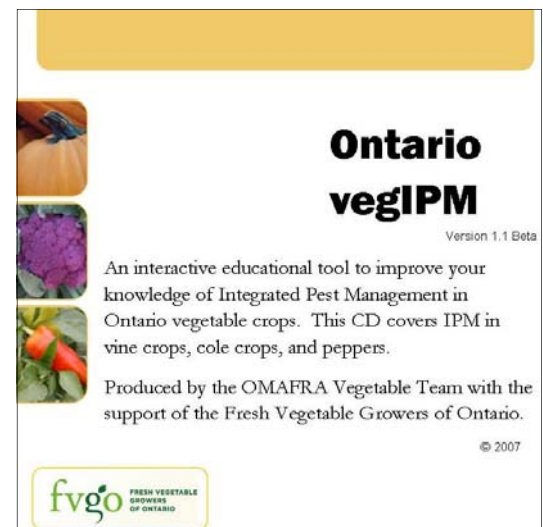 Ontario
vegIPM
Version 1.1 Beta
An interactive educational tool to improve your
knowledge of Integrated Pest Management in
Ontario vegetable crops. This CD covers IPM in
vine crops, cole crops, and peppers.
Produced by the OMAFRA Vegetable Team with the
support of the Fresh Vegetable Growers of Ontario.
© 2007
fvgo
FRESH VEGETABLE
GROWERS
OF ONTARIO